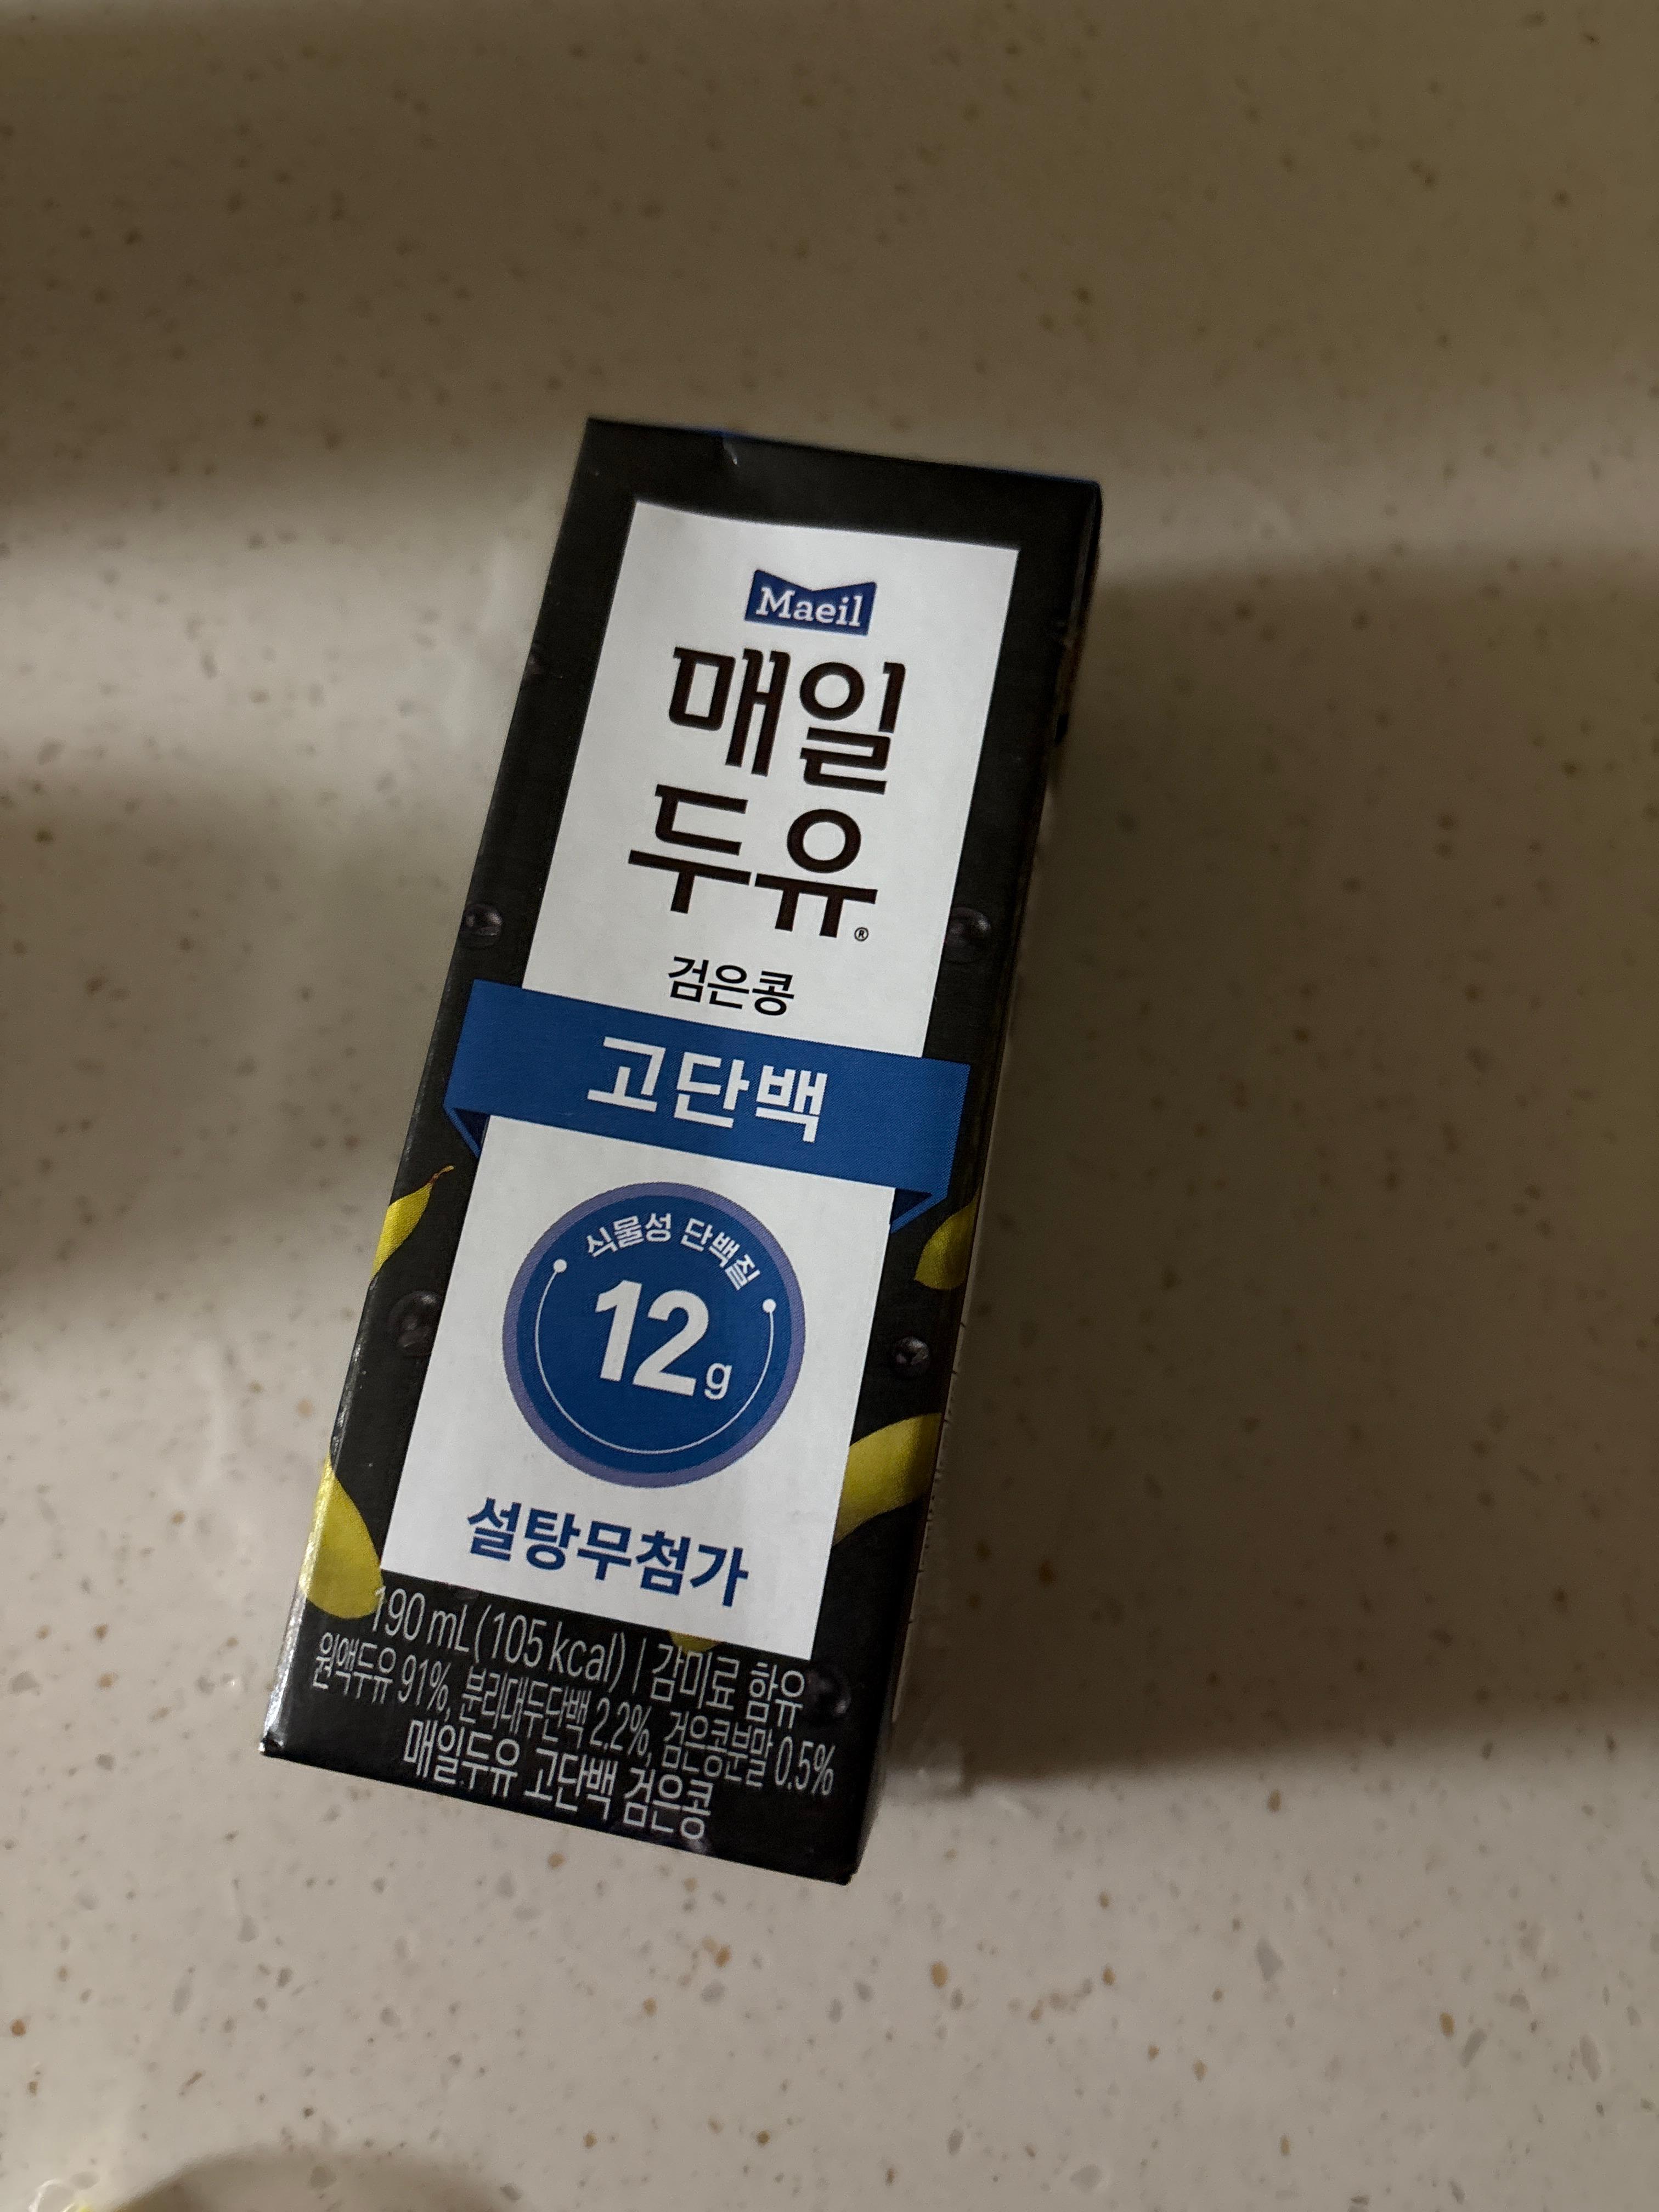 Maeil
매일
두유®
검은콩
고단백
식물성 단백질
12g
설탕무첨가
190 mL (105 kcal) | 감미료 함유
원액두유 91%, 분리대두단백 2.2%, 검은콩분말 0.5%
매일두유 고단백 검은콩